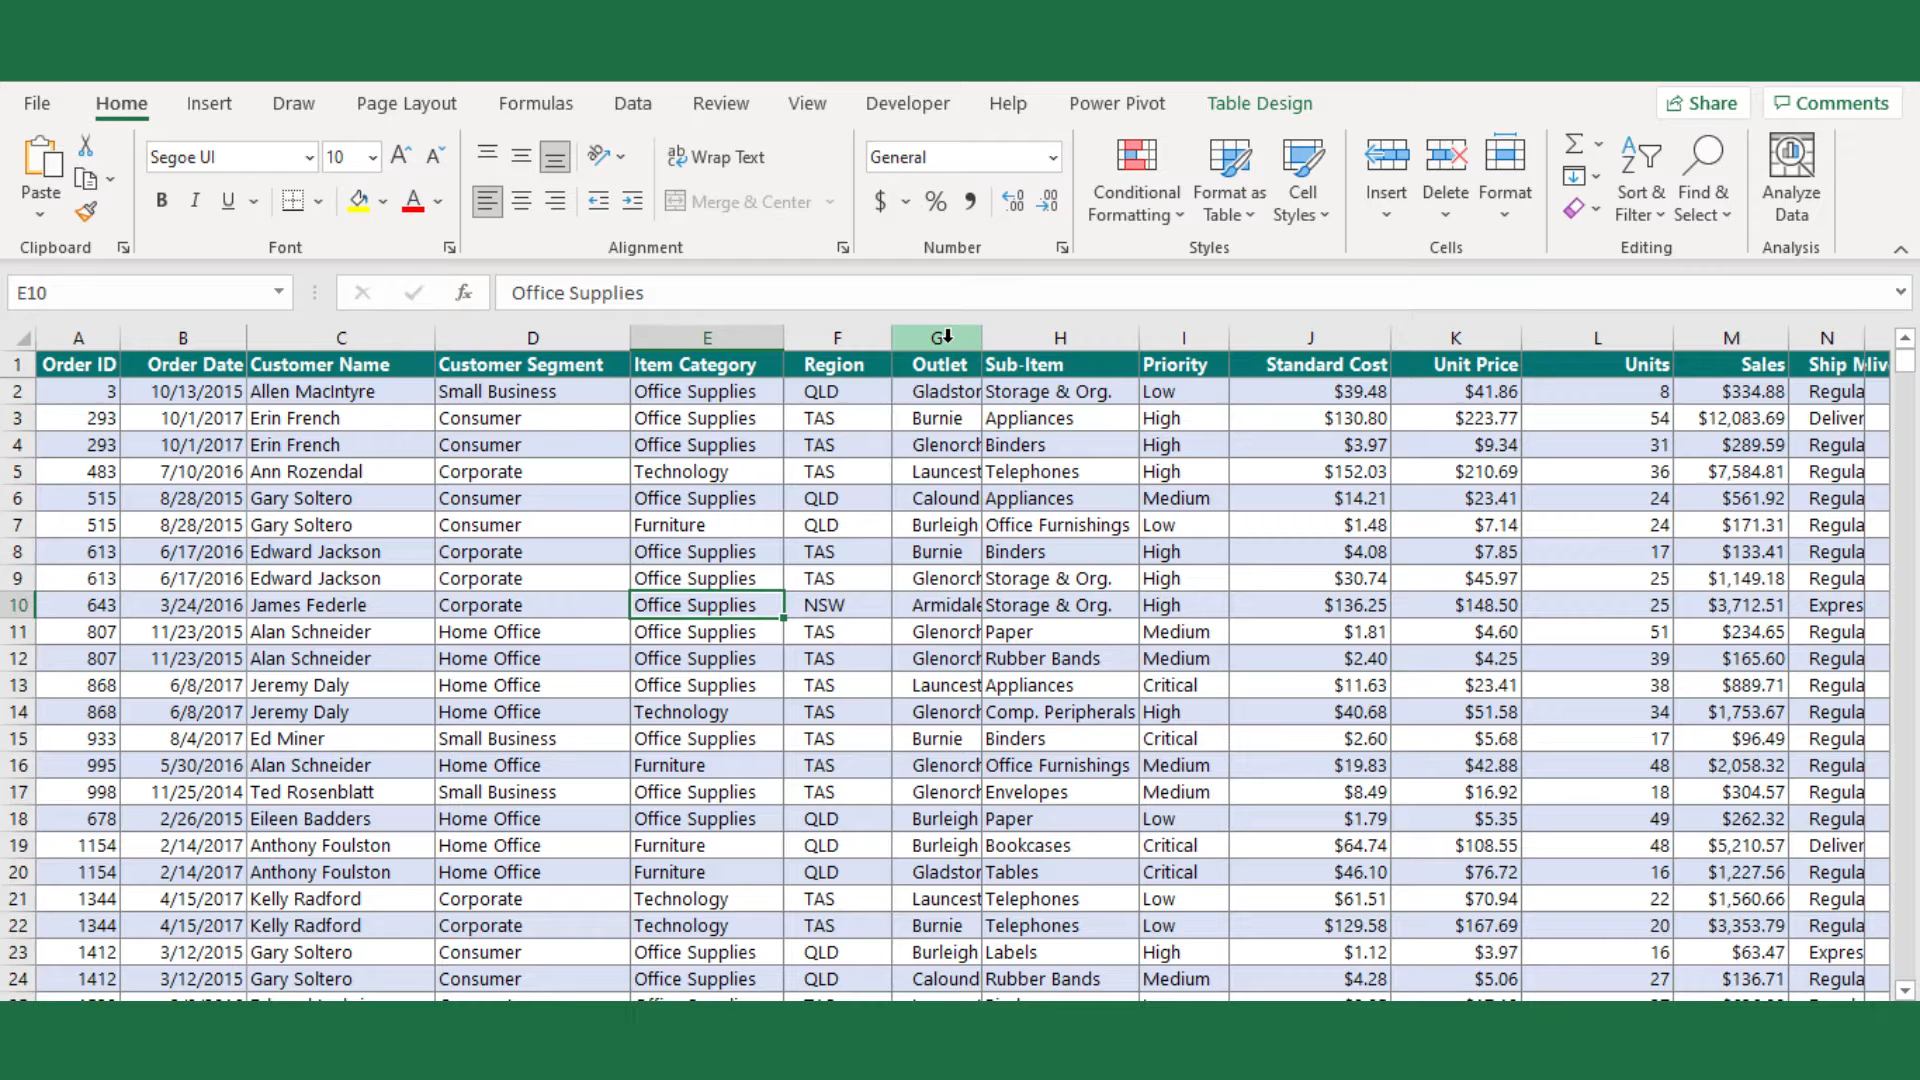 File Home Insert Draw Page Layout Formulas Data Review View Developer Help Power Pivot Table Design Share Comments
Paste
Clipboard
Segoe UI 10 A A
B I U A
Font
ab Wrap Text
Merge & Center
Alignment
General
$ % ,
Number
Conditional Formatting
Format as Table
Cell Styles
Styles
Insert Delete Format
Cells
Sort & Filter
Find & Select
Editing
Analyze Data
Analysis
E10 fx Office Supplies
A B C D E F G H I J K L M N
1 Order ID Order Date Customer Name Customer Segment Item Category Region Outlet Sub-Item Priority Standard Cost Unit Price Units Sales Ship M
2 3 10/13/2015 Allen MacIntyre Small Business Office Supplies QLD Gladstor Storage & Org. Low $39.48 $41.86 8 $334.88 Regula
3 293 10/1/2017 Erin French Consumer Office Supplies TAS Burnie Appliances High $130.80 $223.77 54 $12,083.69 Deliver
4 293 10/1/2017 Erin French Consumer Office Supplies TAS Glenorch Binders High $3.97 $9.34 31 $289.59 Regula
5 483 7/10/2016 Ann Rozendal Corporate Technology TAS Launcest Telephones High $152.03 $210.69 36 $7,584.81 Regula
6 515 8/28/2015 Gary Soltero Consumer Office Supplies QLD Calound Appliances Medium $14.21 $23.41 24 $561.92 Regula
7 515 8/28/2015 Gary Soltero Consumer Furniture QLD Burleigh Office Furnishings Low $1.48 $7.14 24 $171.31 Regula
8 613 6/17/2016 Edward Jackson Corporate Office Supplies TAS Burnie Binders High $4.08 $7.85 17 $133.41 Regula
9 613 6/17/2016 Edward Jackson Corporate Office Supplies TAS Glenorch Storage & Org. High $30.74 $45.97 25 $1,149.18 Regula
10 643 3/24/2016 James Federle Corporate Office Supplies NSW Armidale Storage & Org. High $136.25 $148.50 25 $3,712.51 Expres
11 807 11/23/2015 Alan Schneider Home Office Office Supplies TAS Glenorch Paper Medium $1.81 $4.60 51 $234.65 Regula
12 807 11/23/2015 Alan Schneider Home Office Office Supplies TAS Glenorch Rubber Bands Medium $2.40 $4.25 39 $165.60 Regula
13 868 6/8/2017 Jeremy Daly Home Office Office Supplies TAS Launcest Appliances Critical $11.63 $23.41 38 $889.71 Regula
14 868 6/8/2017 Jeremy Daly Home Office Technology TAS Glenorch Comp. Peripherals High $40.68 $51.58 34 $1,753.67 Regula
15 933 8/4/2017 Ed Miner Small Business Office Supplies TAS Burnie Binders Critical $2.60 $5.68 17 $96.49 Regula
16 995 5/30/2016 Alan Schneider Home Office Furniture TAS Glenorch Office Furnishings Medium $19.83 $42.88 48 $2,058.32 Regula
17 998 11/25/2014 Ted Rosenblatt Small Business Office Supplies TAS Glenorch Envelopes Medium $8.49 $16.92 18 $304.57 Regula
18 678 2/26/2015 Eileen Badders Home Office Office Supplies QLD Burleigh Paper Low $1.79 $5.35 49 $262.32 Regula
19 1154 2/14/2017 Anthony Foulston Home Office Furniture QLD Burleigh Bookcases Critical $64.74 $108.55 48 $5,210.57 Deliver
20 1154 2/14/2017 Anthony Foulston Home Office Furniture QLD Gladstor Tables Critical $46.10 $76.72 16 $1,227.56 Regula
21 1344 4/15/2017 Kelly Radford Corporate Technology TAS Launcest Telephones Low $61.51 $70.94 22 $1,560.66 Regula
22 1344 4/15/2017 Kelly Radford Corporate Technology TAS Burnie Telephones Low $129.58 $167.69 20 $3,353.79 Regula
23 1412 3/12/2015 Gary Soltero Consumer Office Supplies QLD Burleigh Labels High $1.12 $3.97 16 $63.47 Expres
24 1412 3/12/2015 Gary Soltero Consumer Office Supplies QLD Calound Rubber Bands Medium $4.28 $5.06 27 $136.71 Regula